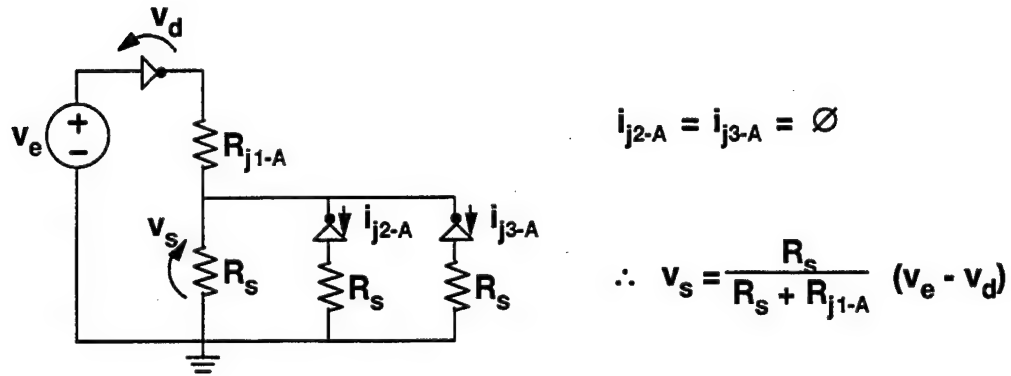 v_d
v_e
+
-
R_j1-A
v_s
R_s
i_j2-A
R_s
i_j3-A
R_s
i_j2-A = i_j3-A = ∅
∴ v_s = R_s / (R_s + R_j1-A) (v_e - v_d)